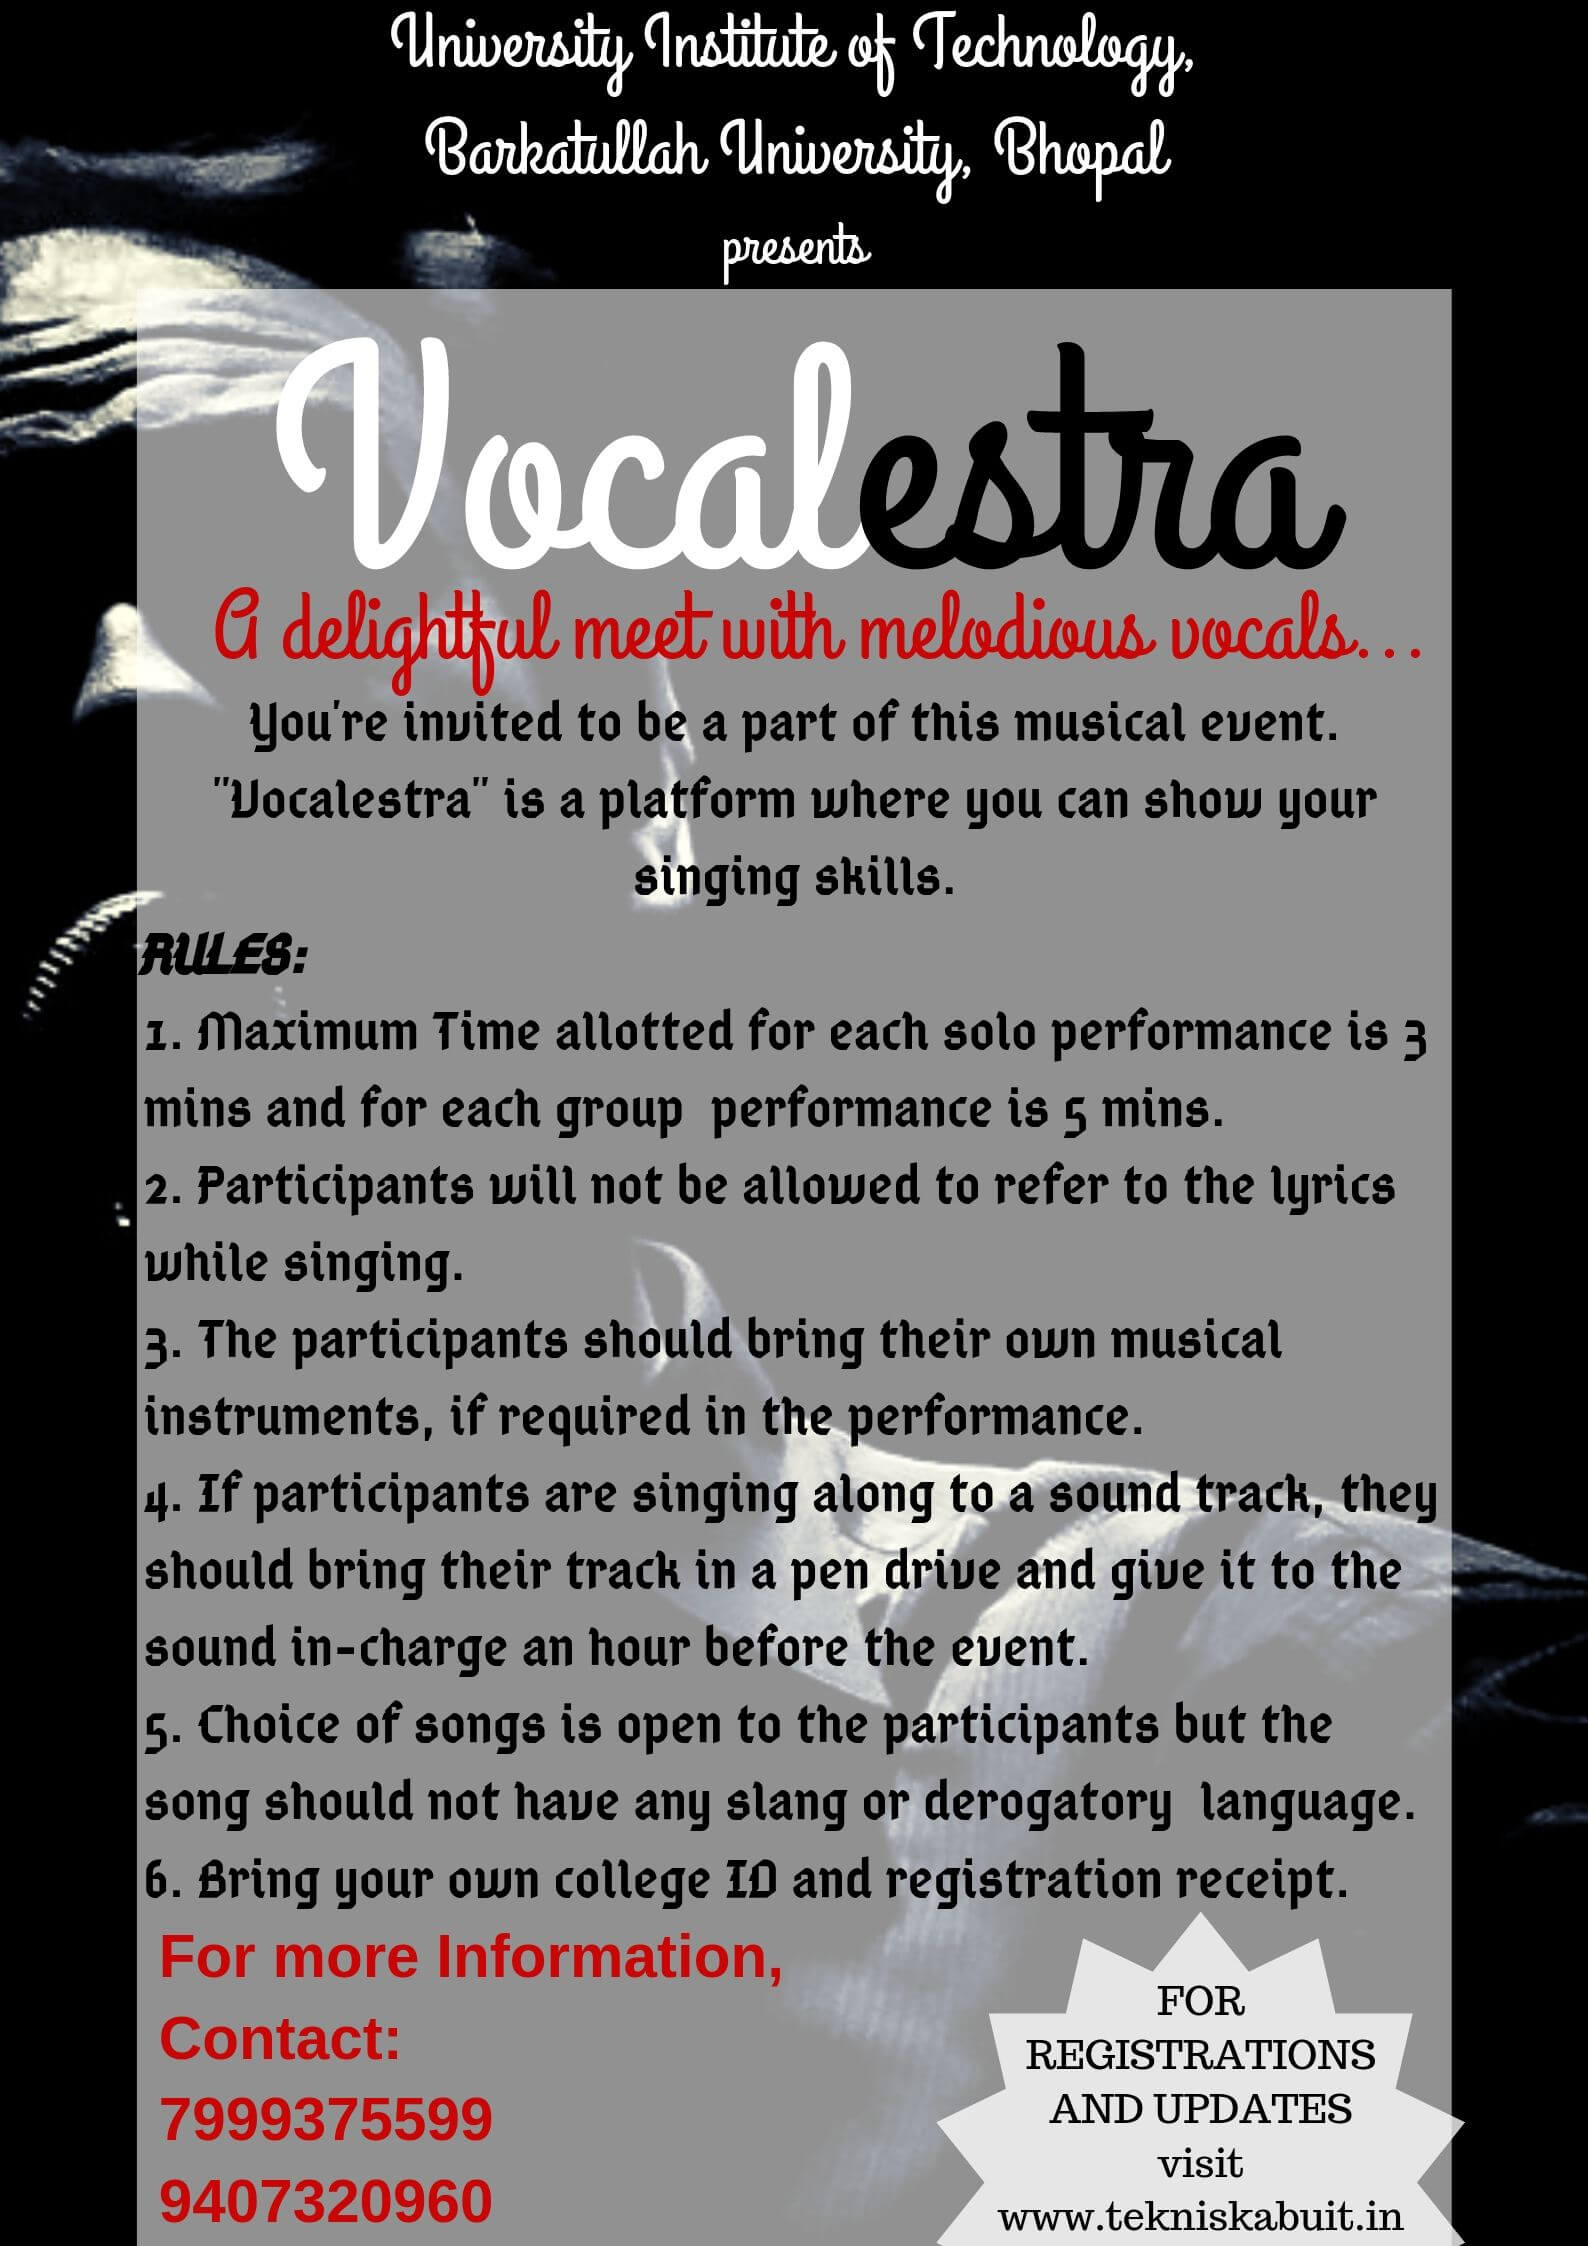 University Institute of Technology,
Barkatullah University, Bhopal
presents
Vocalestra
A delightful meet with melodious vocals...
You're invited to be a part of this musical event.
"Vocalestra" is a platform where you can show your
singing skills.
RULES:
1. Maximum Time allotted for each solo performance is 3
mins and for each group  performance is 5 mins.
2. Participants will not be allowed to refer to the lyrics
while singing.
3. The participants should bring their own musical
instruments, if required in the performance.
4. If participants are singing along to a sound track, they
should bring their track in a pen drive and give it to the
sound in-charge an hour before the event.
5. Choice of songs is open to the participants but the
song should not have any slang or derogatory  language.
6. Bring your own college ID and registration receipt.
For more Information,
Contact:
7999375599
9407320960
FOR
REGISTRATIONS
AND UPDATES
visit
www.tekniskabuit.in